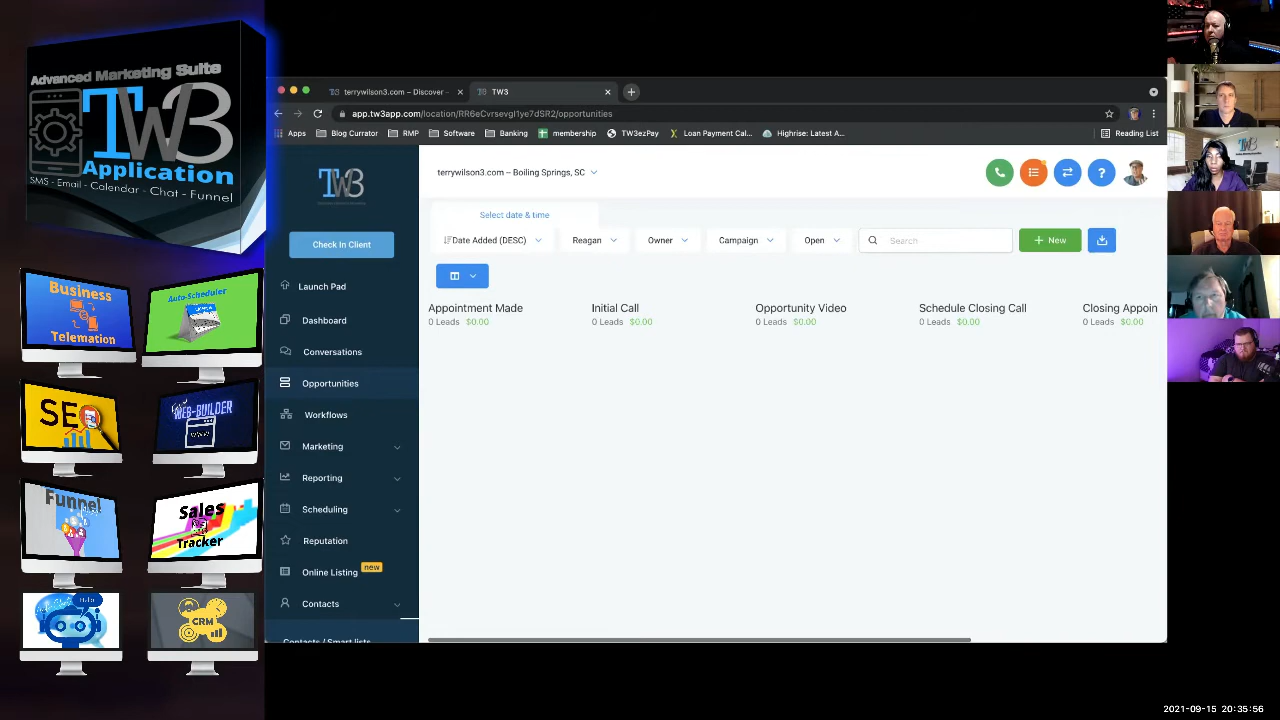 Advanced Marketing Suite
TW3
Application
SMS - Email - Calendar - Chat - Funnel
Business
Telemation
Auto-Scheduler
SEO
WEB-BUILDER
WWW
Funnel
Sales
Tracker
Help
CRM
terrywilson3.com – Discover
TW3
app.tw3app.com/location/RR6eCvrsevgI1ye7dSR2/opportunities
Apps
Blog Currator
RMP
Software
Banking
membership
TW3ezPay
Loan Payment Cal...
Highrise: Latest A...
Reading List
TW3
terrywilson3.com – Boiling Springs, SC
Check In Client
Launch Pad
Dashboard
Conversations
Opportunities
Workflows
Marketing
Reporting
Scheduling
Reputation
Online Listing new
Contacts
Contacts / Smart lists
Select date & time
Date Added (DESC)
Reagan
Owner
Campaign
Open
Search
+ New
Appointment Made
0 Leads $0.00
Initial Call
0 Leads $0.00
Opportunity Video
0 Leads $0.00
Schedule Closing Call
0 Leads $0.00
Closing Appoin
0 Leads $0.00
2021-09-15 20:35:56